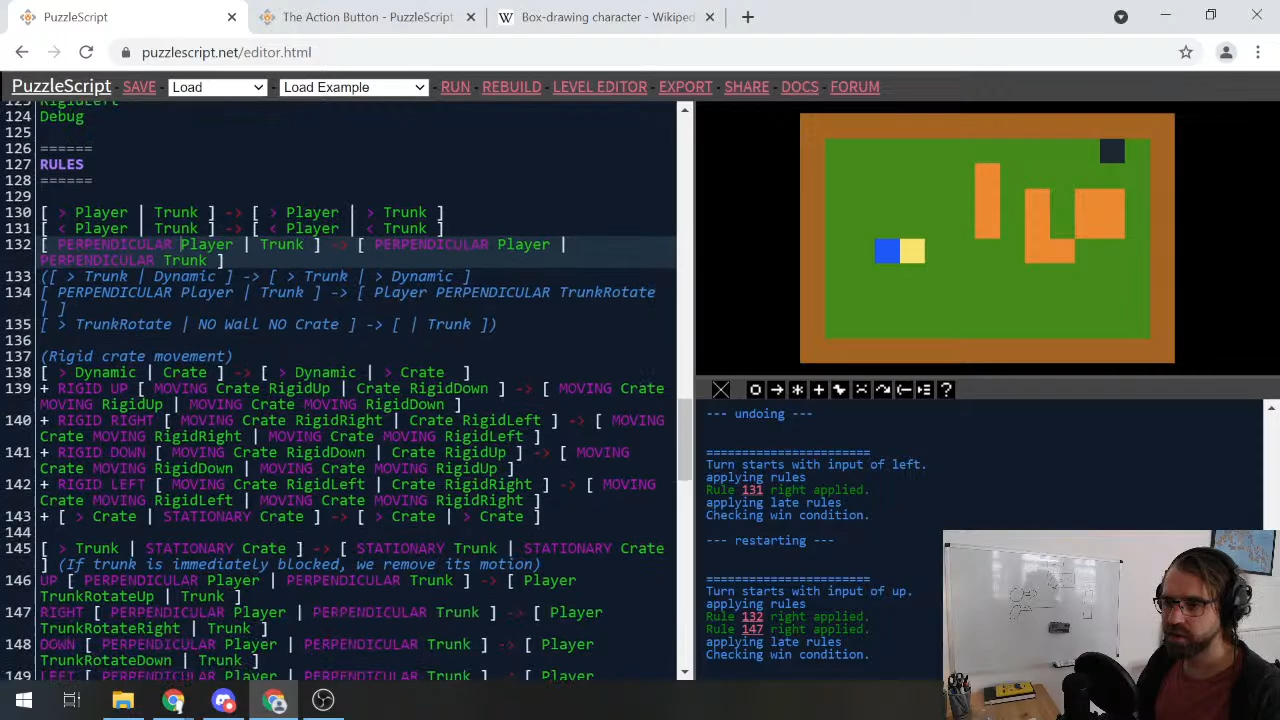 PuzzleScript
The Action Button - PuzzleScript
Box-drawing character - Wikiped
puzzlescript.net/editor.html
PuzzleScript - SAVE - Load Load Example RUN - REBUILD - LEVEL EDITOR - EXPORT - SHARE - DOCS - FORUM
RigidLeft
124 Debug
125
126 ======
127 RULES
128 ======
129
130 [ > Player | Trunk ] -> [ > Player | > Trunk ]
131 [ < Player | Trunk ] -> [ < Player | < Trunk ]
132 [ PERPENDICULAR Player | Trunk ] -> [ PERPENDICULAR Player |
PERPENDICULAR Trunk ]
133 ([ > Trunk | Dynamic ] -> [ > Trunk | > Dynamic ]
134 [ PERPENDICULAR Player | Trunk ] -> [ Player PERPENDICULAR TrunkRotate
| ]
135 [ > TrunkRotate | NO Wall NO Crate ] -> [ | Trunk ])
136
137 (Rigid crate movement)
138 [ > Dynamic | Crate ] -> [ > Dynamic | > Crate ]
139 + RIGID UP [ MOVING Crate RigidUp | Crate RigidDown ] -> [ MOVING Crate
MOVING RigidUp | MOVING Crate MOVING RigidDown ]
140 + RIGID RIGHT [ MOVING Crate RigidRight | Crate RigidLeft ] -> [ MOVING
Crate MOVING RigidRight | MOVING Crate MOVING RigidLeft ]
141 + RIGID DOWN [ MOVING Crate RigidDown | Crate RigidUp ] -> [ MOVING
Crate MOVING RigidDown | MOVING Crate MOVING RigidUp ]
142 + RIGID LEFT [ MOVING Crate RigidLeft | Crate RigidRight ] -> [ MOVING
Crate MOVING RigidLeft | MOVING Crate MOVING RigidRight ]
143 + [ > Crate | STATIONARY Crate ] -> [ > Crate | > Crate ]
144
145 [ > Trunk | STATIONARY Crate ] -> [ STATIONARY Trunk | STATIONARY Crate
] (If trunk is immediately blocked, we remove its motion)
146 UP [ PERPENDICULAR Player | PERPENDICULAR Trunk ] -> [ Player
TrunkRotateUp | Trunk ]
147 RIGHT [ PERPENDICULAR Player | PERPENDICULAR Trunk ] -> [ Player
TrunkRotateRight | Trunk ]
148 DOWN [ PERPENDICULAR Player | PERPENDICULAR Trunk ] -> [ Player
TrunkRotateDown | Trunk ]
149 LEFT [ PERPENDICULAR Player | PERPENDICULAR Trunk ] -> [ Player
--- undoing ---
=======================
Turn starts with input of left.
applying rules
Rule 131 right applied.
applying late rules
Checking win condition.
--- restarting ---
=======================
Turn starts with input of up.
applying rules
Rule 132 right applied.
Rule 147 right applied.
applying late rules
Checking win condition.